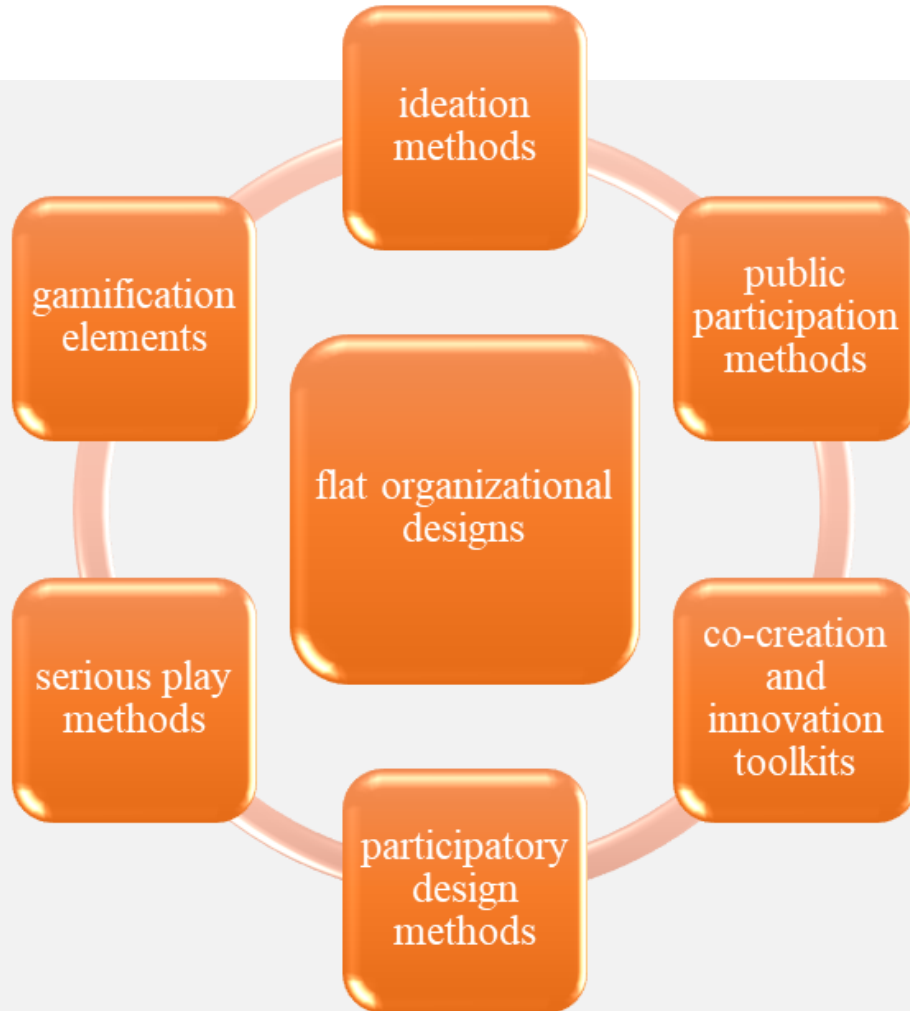 ideation
methods
public
participation
methods
co-creation
and
innovation
toolkits
participatory
design
methods
serious play
methods
gamification
elements
flat organizational
designs